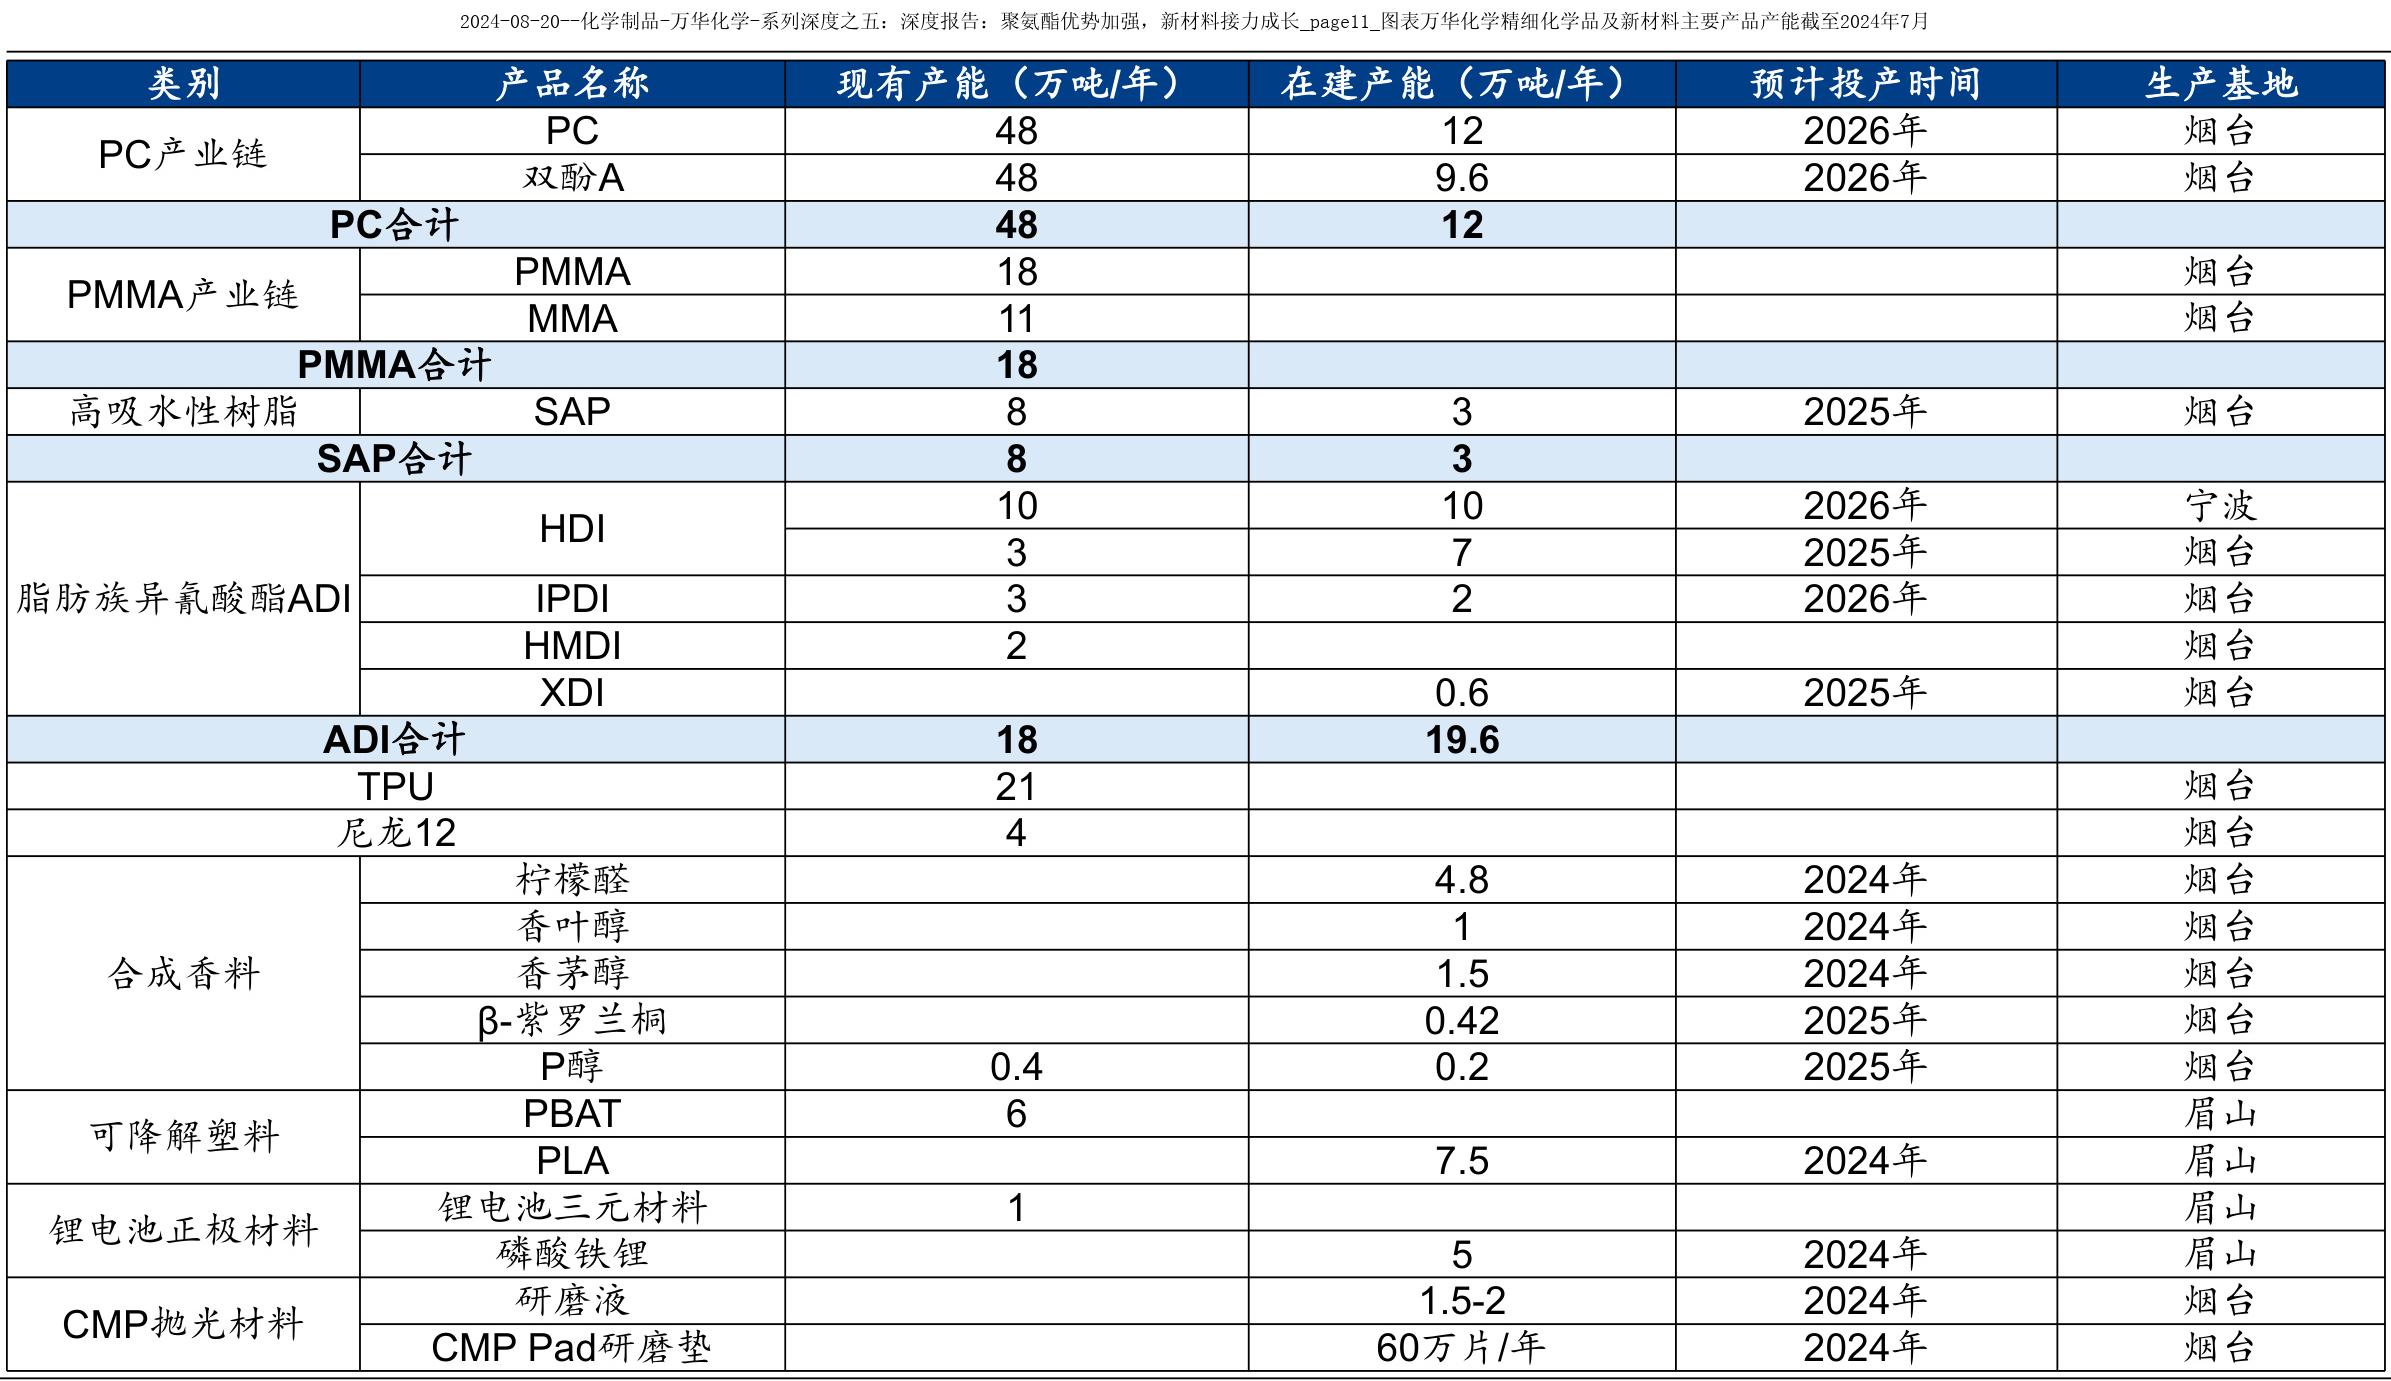 2024-08-20--化学制品-万华化学-系列深度之五：深度报告：聚氨酯优势加强，新材料接力成长_page11_图表万华化学精细化学品及新材料主要产品产能截至2024年7月
类别 产品名称 现有产能（万吨/年） 在建产能（万吨/年） 预计投产时间 生产基地
PC产业链 PC 48 12 2026年 烟台
双酚A 48 9.6 2026年 烟台
PC合计 48 12
PMMA产业链 PMMA 18 烟台
MMA 11 烟台
PMMA合计 18
高吸水性树脂 SAP 8 3 2025年 烟台
SAP合计 8 3
脂肪族异氰酸酯ADI HDI 10 10 2026年 宁波
3 7 2025年 烟台
IPDI 3 2 2026年 烟台
HMDI 2 烟台
XDI 0.6 2025年 烟台
ADI合计 18 19.6
TPU 21 烟台
尼龙12 4 烟台
合成香料 柠檬醛 4.8 2024年 烟台
香叶醇 1 2024年 烟台
香茅醇 1.5 2024年 烟台
β-紫罗兰桐 0.42 2025年 烟台
P醇 0.4 0.2 2025年 烟台
可降解塑料 PBAT 6 眉山
PLA 7.5 2024年 眉山
锂电池正极材料 锂电池三元材料 1 眉山
磷酸铁锂 5 2024年 眉山
CMP抛光材料 研磨液 1.5-2 2024年 烟台
CMP Pad研磨垫 60万片/年 2024年 烟台